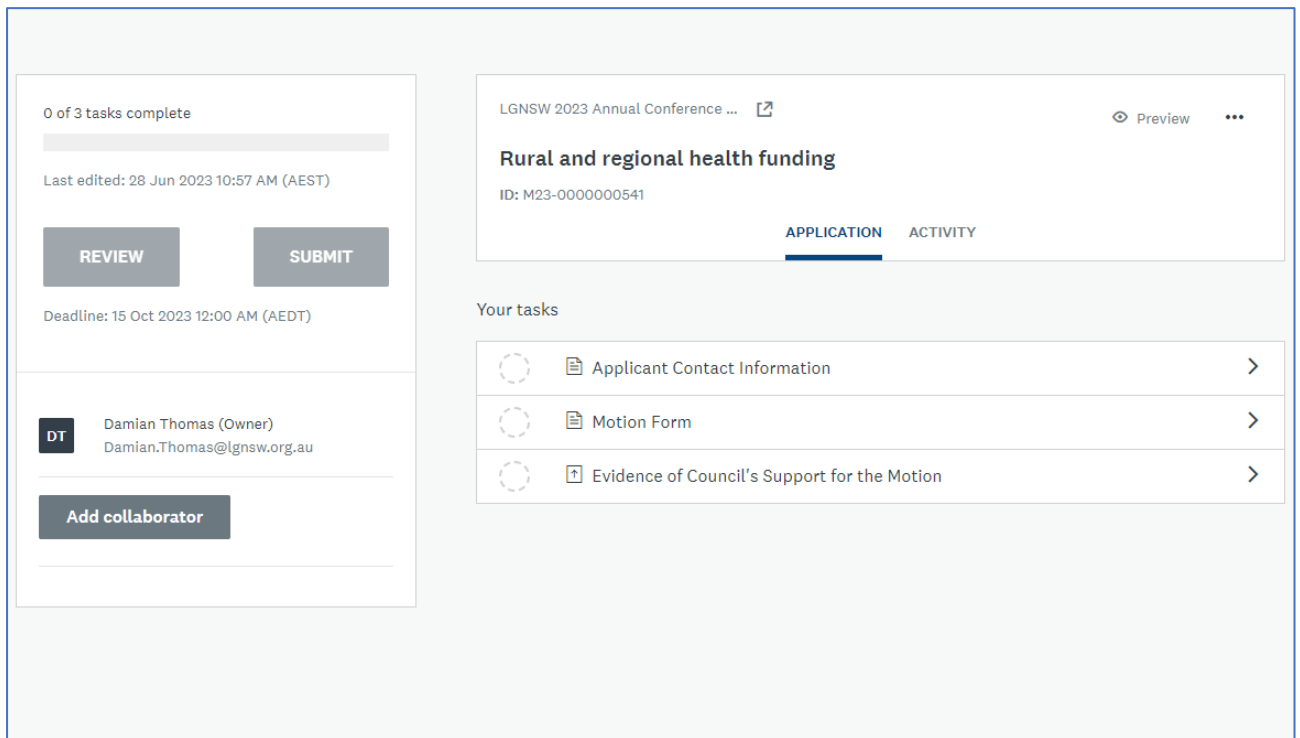 0 of 3 tasks complete
Last edited: 28 Jun 2023 10:57 AM (AEST)
REVIEW
SUBMIT
Deadline: 15 Oct 2023 12:00 AM (AEDT)
DT
Damian Thomas (Owner)
Damian.Thomas@lgnsw.org.au
Add collaborator
LGNSW 2023 Annual Conference ...
Preview
Rural and regional health funding
ID: M23-0000000541
APPLICATION
ACTIVITY
Your tasks
Applicant Contact Information
Motion Form
Evidence of Council's Support for the Motion